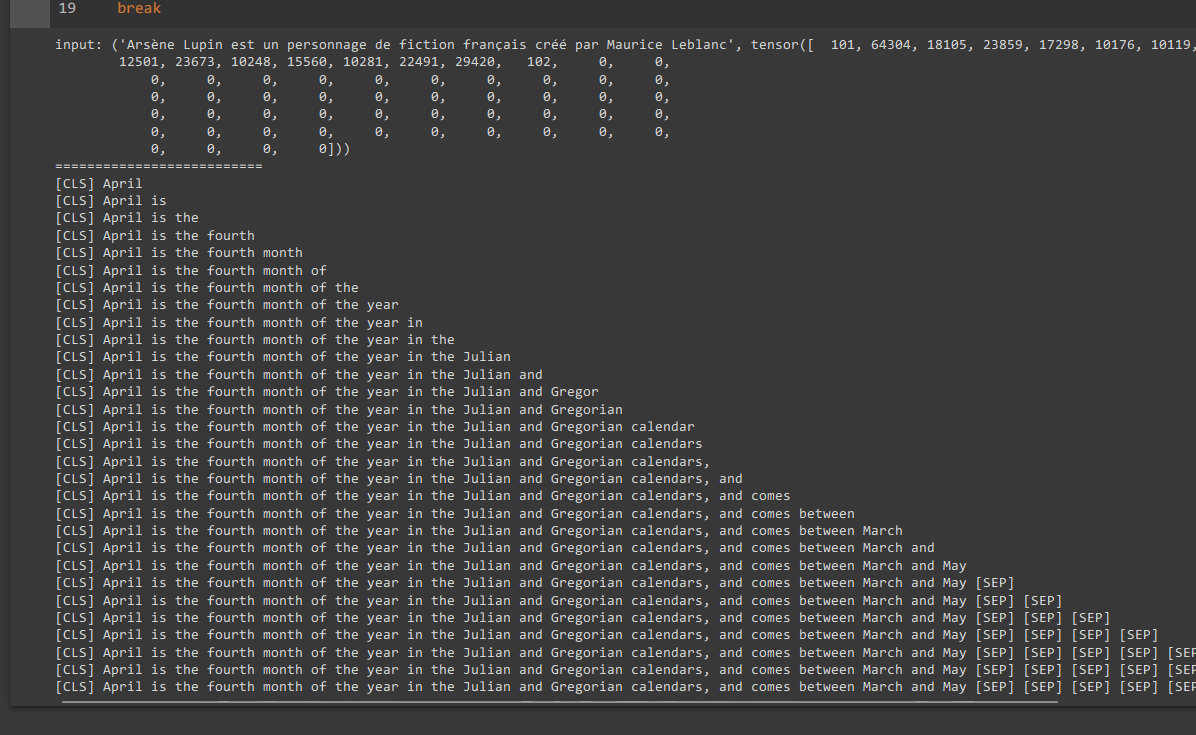 19 break
input: ('Arsène Lupin est un personnage de fiction français créé par Maurice Leblanc', tensor([ 101, 64304, 18105, 23859, 17298, 10176, 10119,
12501, 23673, 10248, 15560, 10281, 22491, 29420, 102, 0, 0,
0, 0, 0, 0, 0, 0, 0, 0, 0, 0,
0, 0, 0, 0, 0, 0, 0, 0, 0, 0,
0, 0, 0, 0, 0, 0, 0, 0, 0, 0,
0, 0, 0, 0, 0, 0, 0, 0, 0, 0,
0, 0, 0, 0]))
==========================
[CLS] April
[CLS] April is
[CLS] April is the
[CLS] April is the fourth
[CLS] April is the fourth month
[CLS] April is the fourth month of
[CLS] April is the fourth month of the
[CLS] April is the fourth month of the year
[CLS] April is the fourth month of the year in
[CLS] April is the fourth month of the year in the
[CLS] April is the fourth month of the year in the Julian
[CLS] April is the fourth month of the year in the Julian and
[CLS] April is the fourth month of the year in the Julian and Gregor
[CLS] April is the fourth month of the year in the Julian and Gregorian
[CLS] April is the fourth month of the year in the Julian and Gregorian calendar
[CLS] April is the fourth month of the year in the Julian and Gregorian calendars
[CLS] April is the fourth month of the year in the Julian and Gregorian calendars,
[CLS] April is the fourth month of the year in the Julian and Gregorian calendars, and
[CLS] April is the fourth month of the year in the Julian and Gregorian calendars, and comes
[CLS] April is the fourth month of the year in the Julian and Gregorian calendars, and comes between
[CLS] April is the fourth month of the year in the Julian and Gregorian calendars, and comes between March
[CLS] April is the fourth month of the year in the Julian and Gregorian calendars, and comes between March and
[CLS] April is the fourth month of the year in the Julian and Gregorian calendars, and comes between March and May
[CLS] April is the fourth month of the year in the Julian and Gregorian calendars, and comes between March and May [SEP]
[CLS] April is the fourth month of the year in the Julian and Gregorian calendars, and comes between March and May [SEP] [SEP]
[CLS] April is the fourth month of the year in the Julian and Gregorian calendars, and comes between March and May [SEP] [SEP] [SEP]
[CLS] April is the fourth month of the year in the Julian and Gregorian calendars, and comes between March and May [SEP] [SEP] [SEP] [SEP]
[CLS] April is the fourth month of the year in the Julian and Gregorian calendars, and comes between March and May [SEP] [SEP] [SEP] [SEP] [SEP
[CLS] April is the fourth month of the year in the Julian and Gregorian calendars, and comes between March and May [SEP] [SEP] [SEP] [SEP] [SEP
[CLS] April is the fourth month of the year in the Julian and Gregorian calendars, and comes between March and May [SEP] [SEP] [SEP] [SEP] [SEP